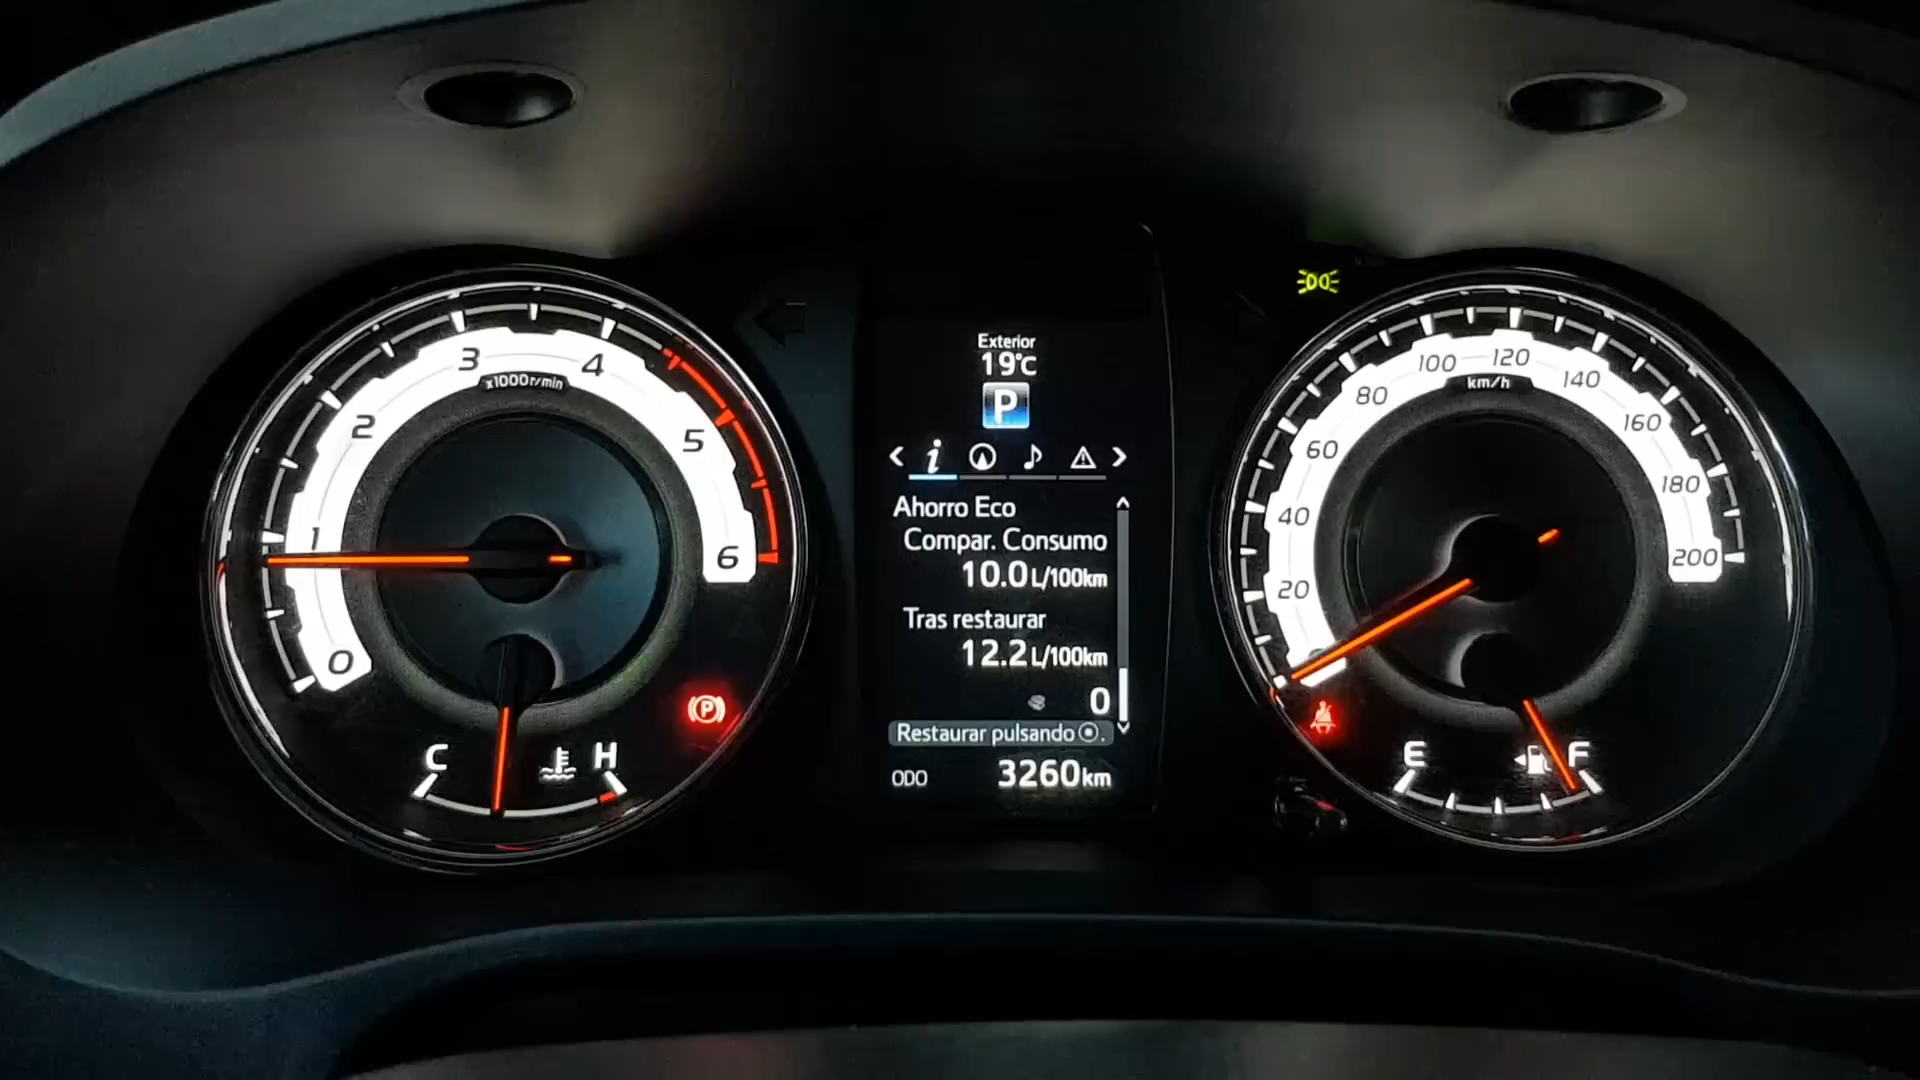 0
1
2
3
4
5
6
x1000r/min
C
H
P
Exterior
19°C
P
Ahorro Eco
Compar. Consumo
10.0 L/100km
Tras restaurar
12.2 L/100km
0
Restaurar pulsando ⦿.
ODO 3260 km
20
40
60
80
100
120
140
160
180
200
km/h
E
F